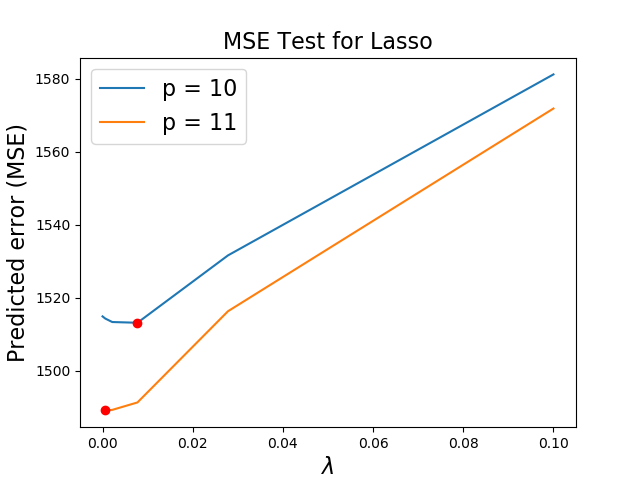 MSE Test for Lasso
p = 10
p = 11
Predicted error (MSE)
1580
1560
1540
1520
1500
0.00 0.02 0.04 0.06 0.08 0.10
λ